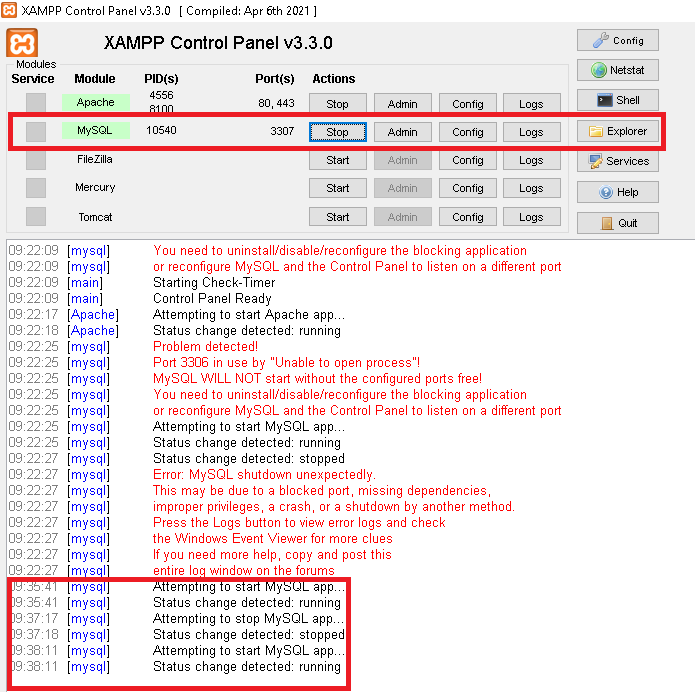 XAMPP Control Panel v3.3.0 [ Compiled: Apr 6th 2021 ]
XAMPP Control Panel v3.3.0
Config
Modules
Service Module PID(s) Port(s) Actions
Netstat
Apache 4556 8100 80, 443 Stop Admin Config Logs
Shell
MySQL 10540 3307 Stop Admin Config Logs
Explorer
FileZilla Start Admin Config Logs
Services
Mercury Start Admin Config Logs
Help
Tomcat Start Admin Config Logs
Quit
09:22:09 [mysql] You need to uninstall/disable/reconfigure the blocking application
09:22:09 [mysql] or reconfigure MySQL and the Control Panel to listen on a different port
09:22:09 [main] Starting Check-Timer
09:22:09 [main] Control Panel Ready
09:22:17 [Apache] Attempting to start Apache app...
09:22:18 [Apache] Status change detected: running
09:22:25 [mysql] Problem detected!
09:22:25 [mysql] Port 3306 in use by "Unable to open process"!
09:22:25 [mysql] MySQL WILL NOT start without the configured ports free!
09:22:25 [mysql] You need to uninstall/disable/reconfigure the blocking application
09:22:25 [mysql] or reconfigure MySQL and the Control Panel to listen on a different port
09:22:25 [mysql] Attempting to start MySQL app...
09:22:25 [mysql] Status change detected: running
09:22:27 [mysql] Status change detected: stopped
09:22:27 [mysql] Error: MySQL shutdown unexpectedly.
09:22:27 [mysql] This may be due to a blocked port, missing dependencies,
09:22:27 [mysql] improper privileges, a crash, or a shutdown by another method.
09:22:27 [mysql] Press the Logs button to view error logs and check
09:22:27 [mysql] the Windows Event Viewer for more clues
09:22:27 [mysql] If you need more help, copy and post this
09:22:27 [mysql] entire log window on the forums
09:35:41 [mysql] Attempting to start MySQL app...
09:35:41 [mysql] Status change detected: running
09:37:17 [mysql] Attempting to stop MySQL app...
09:37:18 [mysql] Status change detected: stopped
09:38:11 [mysql] Attempting to start MySQL app...
09:38:11 [mysql] Status change detected: running